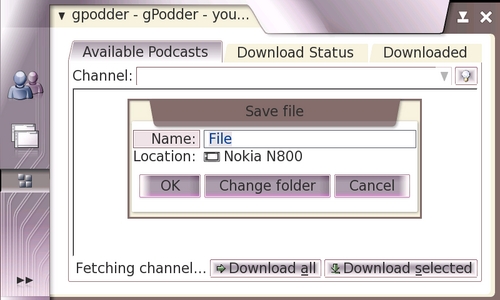 gpodder - gPodder - you...
Available Podcasts Download Status Downloaded
Channel:
Save file
Name: File
Location: Nokia N800
OK Change folder Cancel
Fetching channel... Download all Download selected